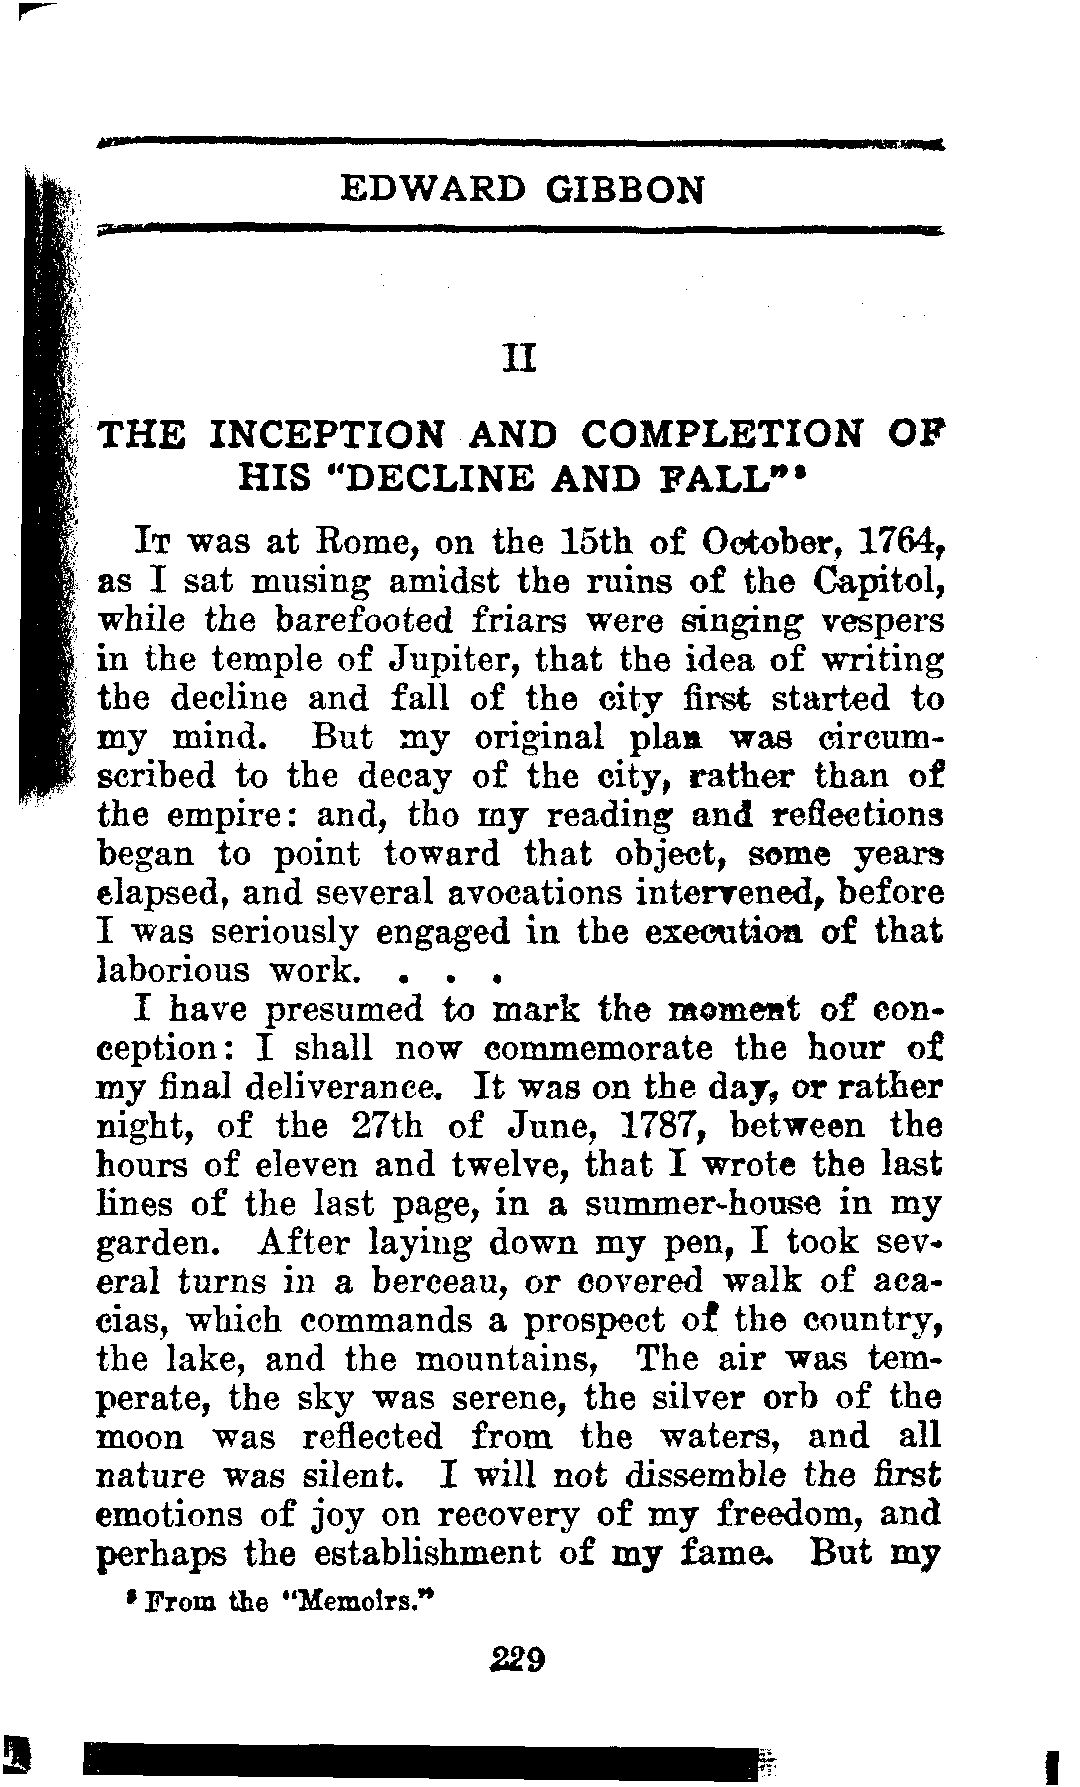 EDWARD GIBBON
II
THE INCEPTION AND COMPLETION OF
HIS "DECLINE AND FALL"⁸
IT was at Rome, on the 15th of October, 1764,
as I sat musing amidst the ruins of the Capitol,
while the barefooted friars were singing vespers
in the temple of Jupiter, that the idea of writing
the decline and fall of the city first started to
my mind. But my original plan was circum-
scribed to the decay of the city, rather than of
the empire: and, tho my reading and reflections
began to point toward that object, some years
elapsed, and several avocations intervened, before
I was seriously engaged in the execution of that
laborious work. . . .
I have presumed to mark the moment of con-
ception: I shall now commemorate the hour of
my final deliverance. It was on the day, or rather
night, of the 27th of June, 1787, between the
hours of eleven and twelve, that I wrote the last
lines of the last page, in a summer-house in my
garden. After laying down my pen, I took sev-
eral turns in a berceau, or covered walk of aca-
cias, which commands a prospect of the country,
the lake, and the mountains, The air was tem-
perate, the sky was serene, the silver orb of the
moon was reflected from the waters, and all
nature was silent. I will not dissemble the first
emotions of joy on recovery of my freedom, and
perhaps the establishment of my fame. But my
⁸ From the "Memoirs."
229